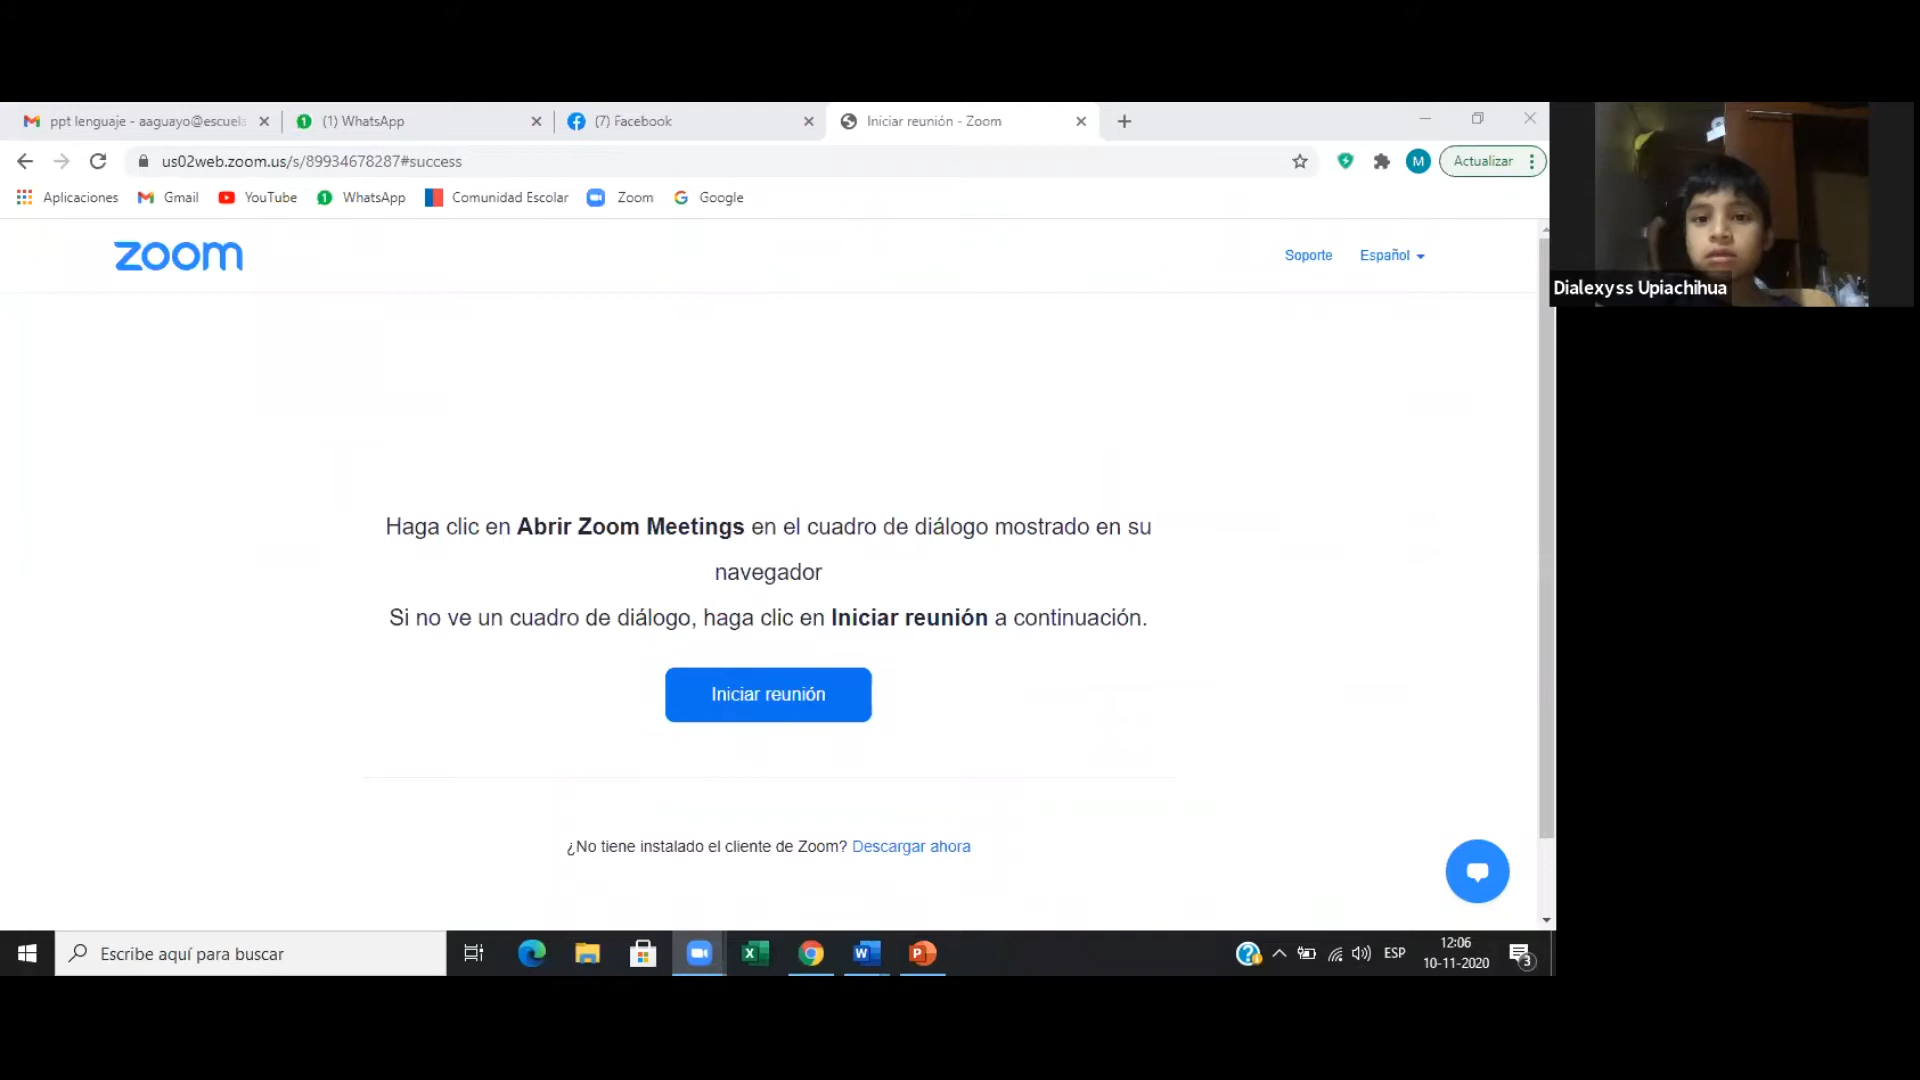 ppt lenguaje - aaguayo@escuela
(1) WhatsApp
(7) Facebook
Iniciar reunión - Zoom
us02web.zoom.us/s/89934678287#success
M
Actualizar
Aplicaciones
Gmail
YouTube
WhatsApp
Comunidad Escolar
Zoom
Google
zoom
Soporte
Español
Dialexyss Upiachihua
Haga clic en Abrir Zoom Meetings en el cuadro de diálogo mostrado en su
navegador
Si no ve un cuadro de diálogo, haga clic en Iniciar reunión a continuación.
Iniciar reunión
¿No tiene instalado el cliente de Zoom? Descargar ahora
Escribe aquí para buscar
ESP
12:06
10-11-2020
3